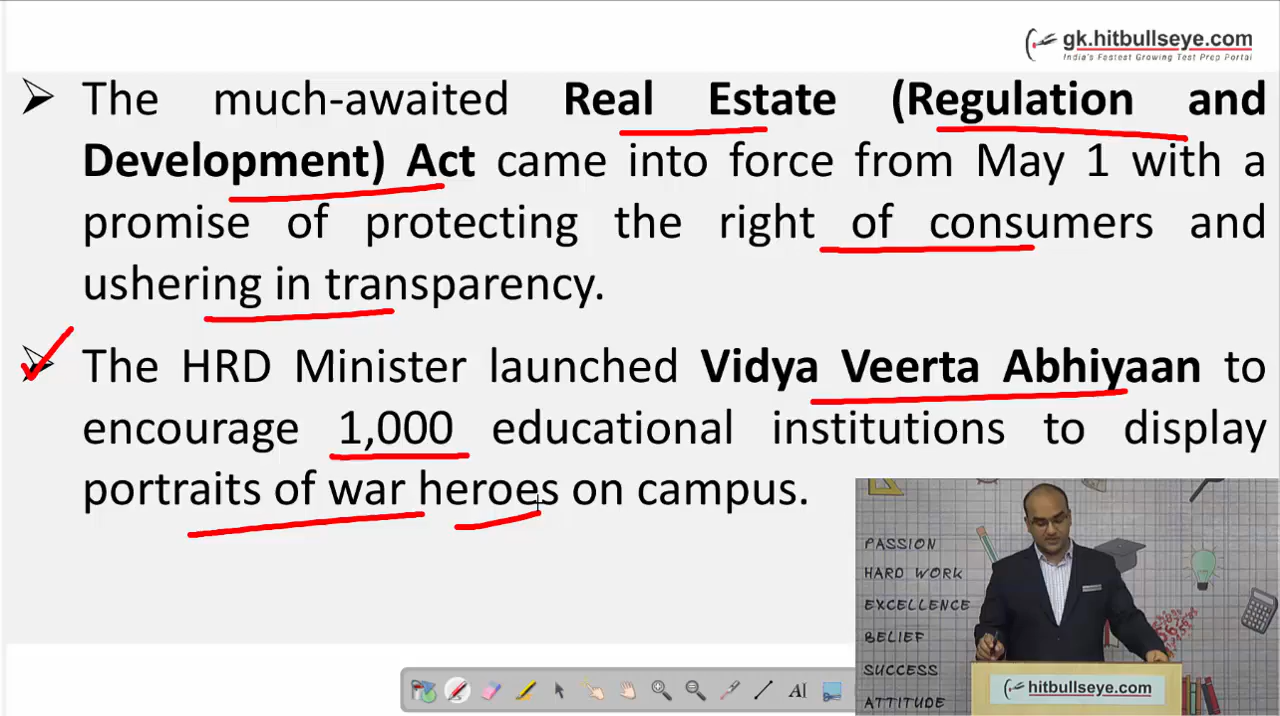 gk.hitbullseye.com
India's Fastest Growing Test Prep Portal
The much-awaited Real Estate (Regulation and
Development) Act came into force from May 1 with a
promise of protecting the right of consumers and
ushering in transparency.
The HRD Minister launched Vidya Veerta Abhiyaan to
encourage 1,000 educational institutions to display
portraits of war heroes on campus.
PASSION
HARD WORK
EXCELLENCE
BELIEF
SUCCESS
ATTITUDE
hitbullseye.com
AI